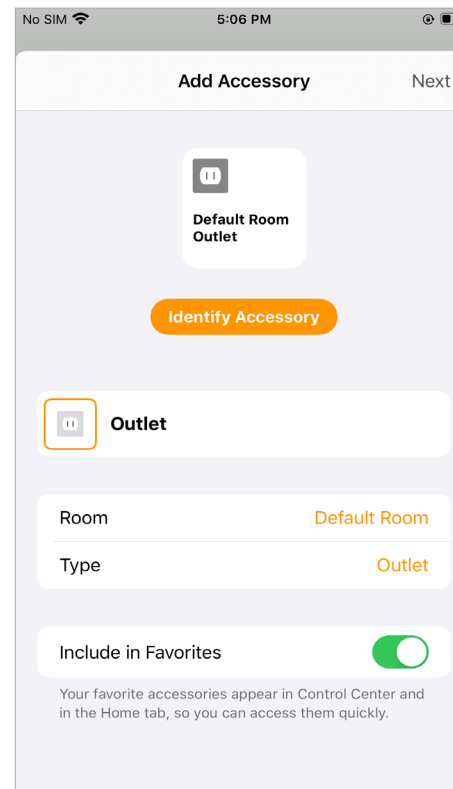 No SIM 5:06 PM
Add Accessory Next
Default Room
Outlet
Identify Accessory
Outlet
Room Default Room
Type Outlet
Include in Favorites
Your favorite accessories appear in Control Center and
in the Home tab, so you can access them quickly.